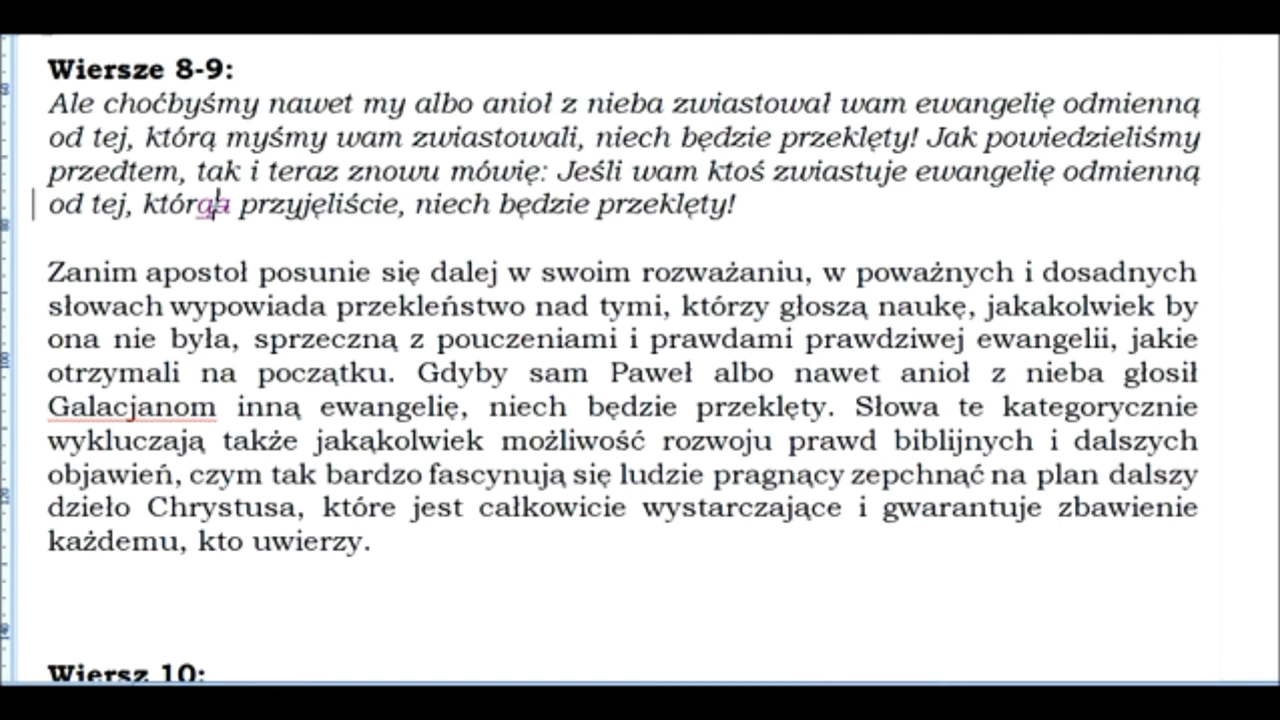 Wiersze 8-9:
Ale choćbyśmy nawet my albo anioł z nieba zwiastował wam ewangelię odmienną
od tej, którą myśmy wam zwiastowali, niech będzie przeklęty! Jak powiedzieliśmy
przedtem, tak i teraz znowu mówię: Jeśli wam ktoś zwiastuje ewangelię odmienną
od tej, którąa przyjęliście, niech będzie przeklęty!
Zanim apostoł posunie się dalej w swoim rozważaniu, w poważnych i dosadnych
słowach wypowiada przekleństwo nad tymi, którzy głoszą naukę, jakakolwiek by
ona nie była, sprzeczną z pouczeniami i prawdami prawdziwej ewangelii, jakie
otrzymali na początku. Gdyby sam Paweł albo nawet anioł z nieba głosił
Galacjanom inną ewangelię, niech będzie przeklęty. Słowa te kategorycznie
wykluczają także jakąkolwiek możliwość rozwoju prawd biblijnych i dalszych
objawień, czym tak bardzo fascynują się ludzie pragnący zepchnąć na plan dalszy
dzieło Chrystusa, które jest całkowicie wystarczające i gwarantuje zbawienie
każdemu, kto uwierzy.
Wiersz 10: